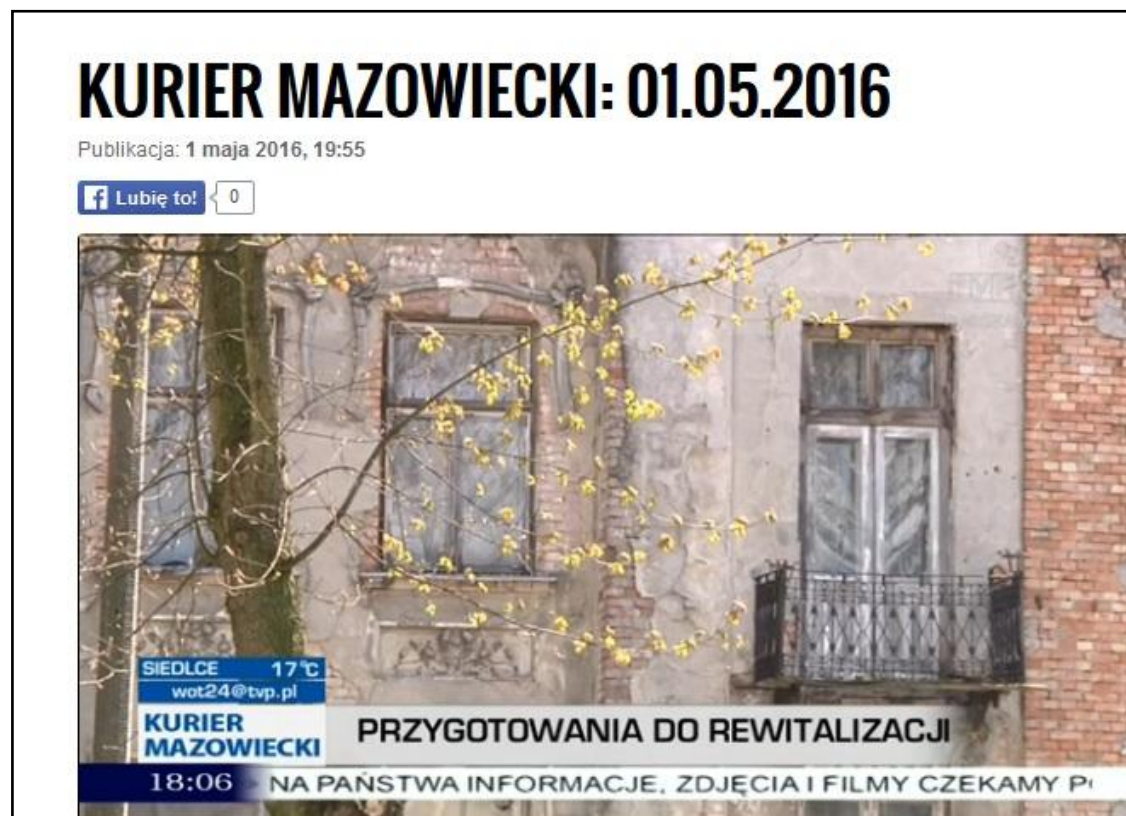 KURIER MAZOWIECKI: 01.05.2016
Publikacja: 1 maja 2016, 19:55
Lubię to! 0
SIEDLCE 17°C
wot24@tvp.pl
KURIER
MAZOWIECKI
PRZYGOTOWANIA DO REWITALIZACJI
18:06 NA PAŃSTWA INFORMACJE, ZDJĘCIA I FILMY CZEKAMY